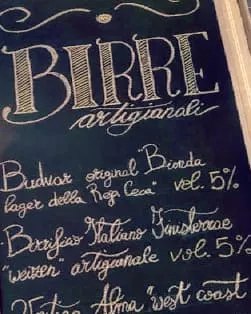 BIRRE
artigianali
Budvar original "Bionda
lager della Rep Ceca" vol. 5%
Birrificio Italiano Finisterrae
"weizen" artigianale vol. 5%
Alma "west coast